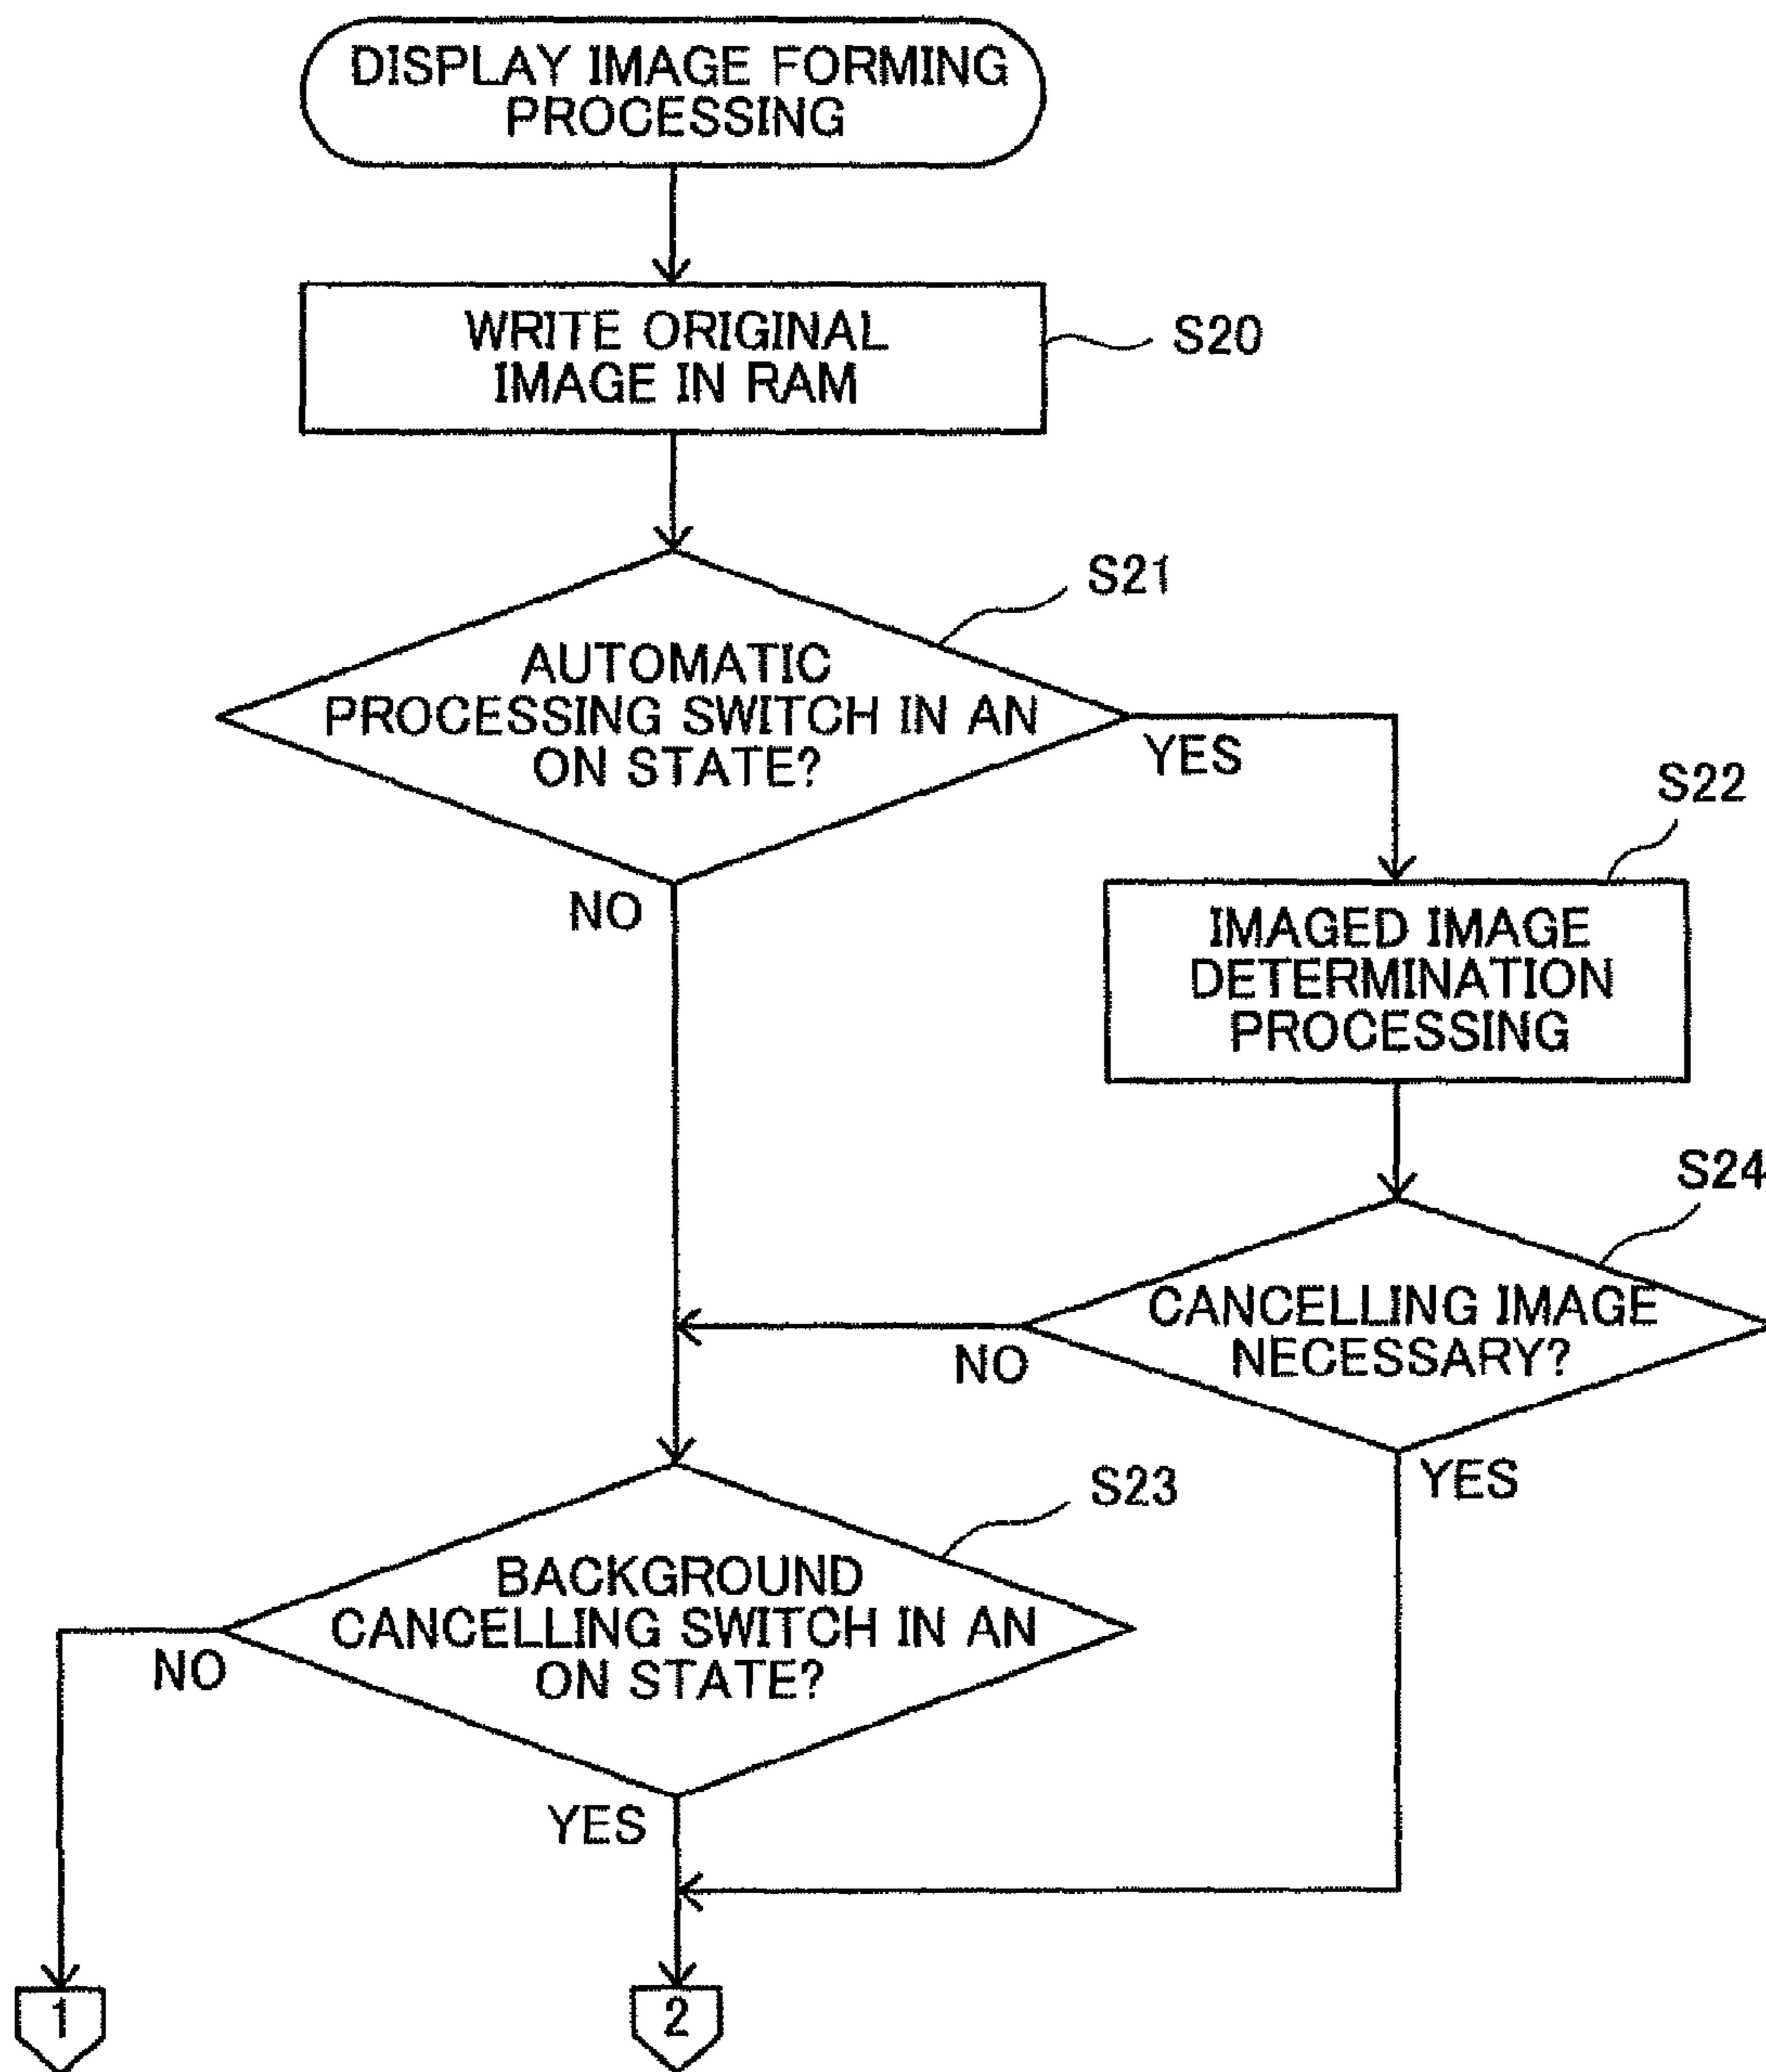 DISPLAY IMAGE FORMING
PROCESSING
WRITE ORIGINAL
IMAGE IN RAM
S20
S21
AUTOMATIC
PROCESSING SWITCH IN AN
ON STATE?
YES
NO
S22
IMAGED IMAGE
DETERMINATION
PROCESSING
S24
CANCELLING IMAGE
NECESSARY?
NO
YES
S23
BACKGROUND
CANCELLING SWITCH IN AN
ON STATE?
NO
YES
1
2